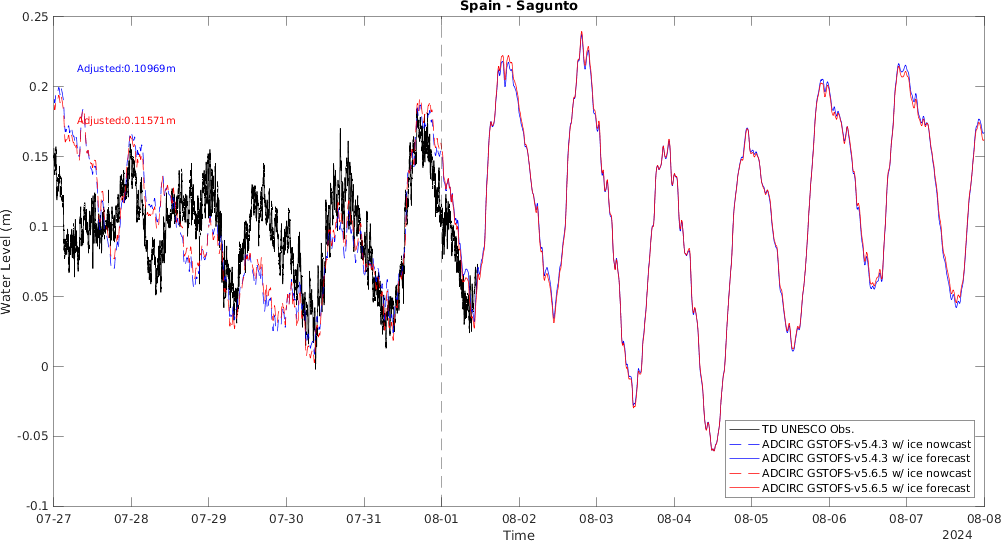 Spain - Sagunto
0.25
0.2
0.15
0.1
0.05
0
-0.05
-0.1
Water Level (m)
Adjusted:0.10969m
Adjusted:0.11571m
TD UNESCO Obs.
ADCIRC GSTOFS-v5.4.3 w/ ice nowcast
ADCIRC GSTOFS-v5.4.3 w/ ice forecast
ADCIRC GSTOFS-v5.6.5 w/ ice nowcast
ADCIRC GSTOFS-v5.6.5 w/ ice forecast
07-27 07-28 07-29 07-30 07-31 08-01 08-02 08-03 08-04 08-05 08-06 08-07 08-08
Time
2024